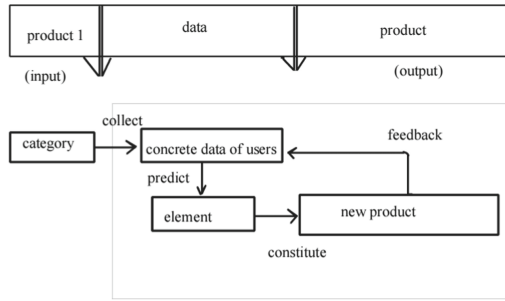 product 1
data
product
(input)
(output)
collect
feedback
category
concrete data of users
predict
element
new product
constitute